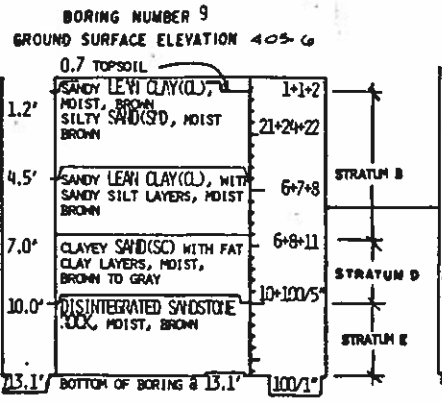 BORING NUMBER 9
GROUND SURFACE ELEVATION 405.6
0.7 TOPSOIL
SANDY LEAN CLAY(CL), 1+1+2
1.2' MOIST, BROWN
SILTY SAND(SM), MOIST 21+24+22
BROWN
4.5' SANDY LEAN CLAY(CL), WITH STRATUM B
SANDY SILT LAYERS, MOIST 6+7+8
BROWN
7.0' CLAYEY SAND(SC) WITH FAT 6+8+11
CLAY LAYERS, MOIST,
BROWN TO GRAY STRATUM D
10.0' DISINTEGRATED SANDSTONE 10+100/5"
MOIST, BROWN
STRATUM E
13.1' BOTTOM OF BORING @ 13.1' 100/1"